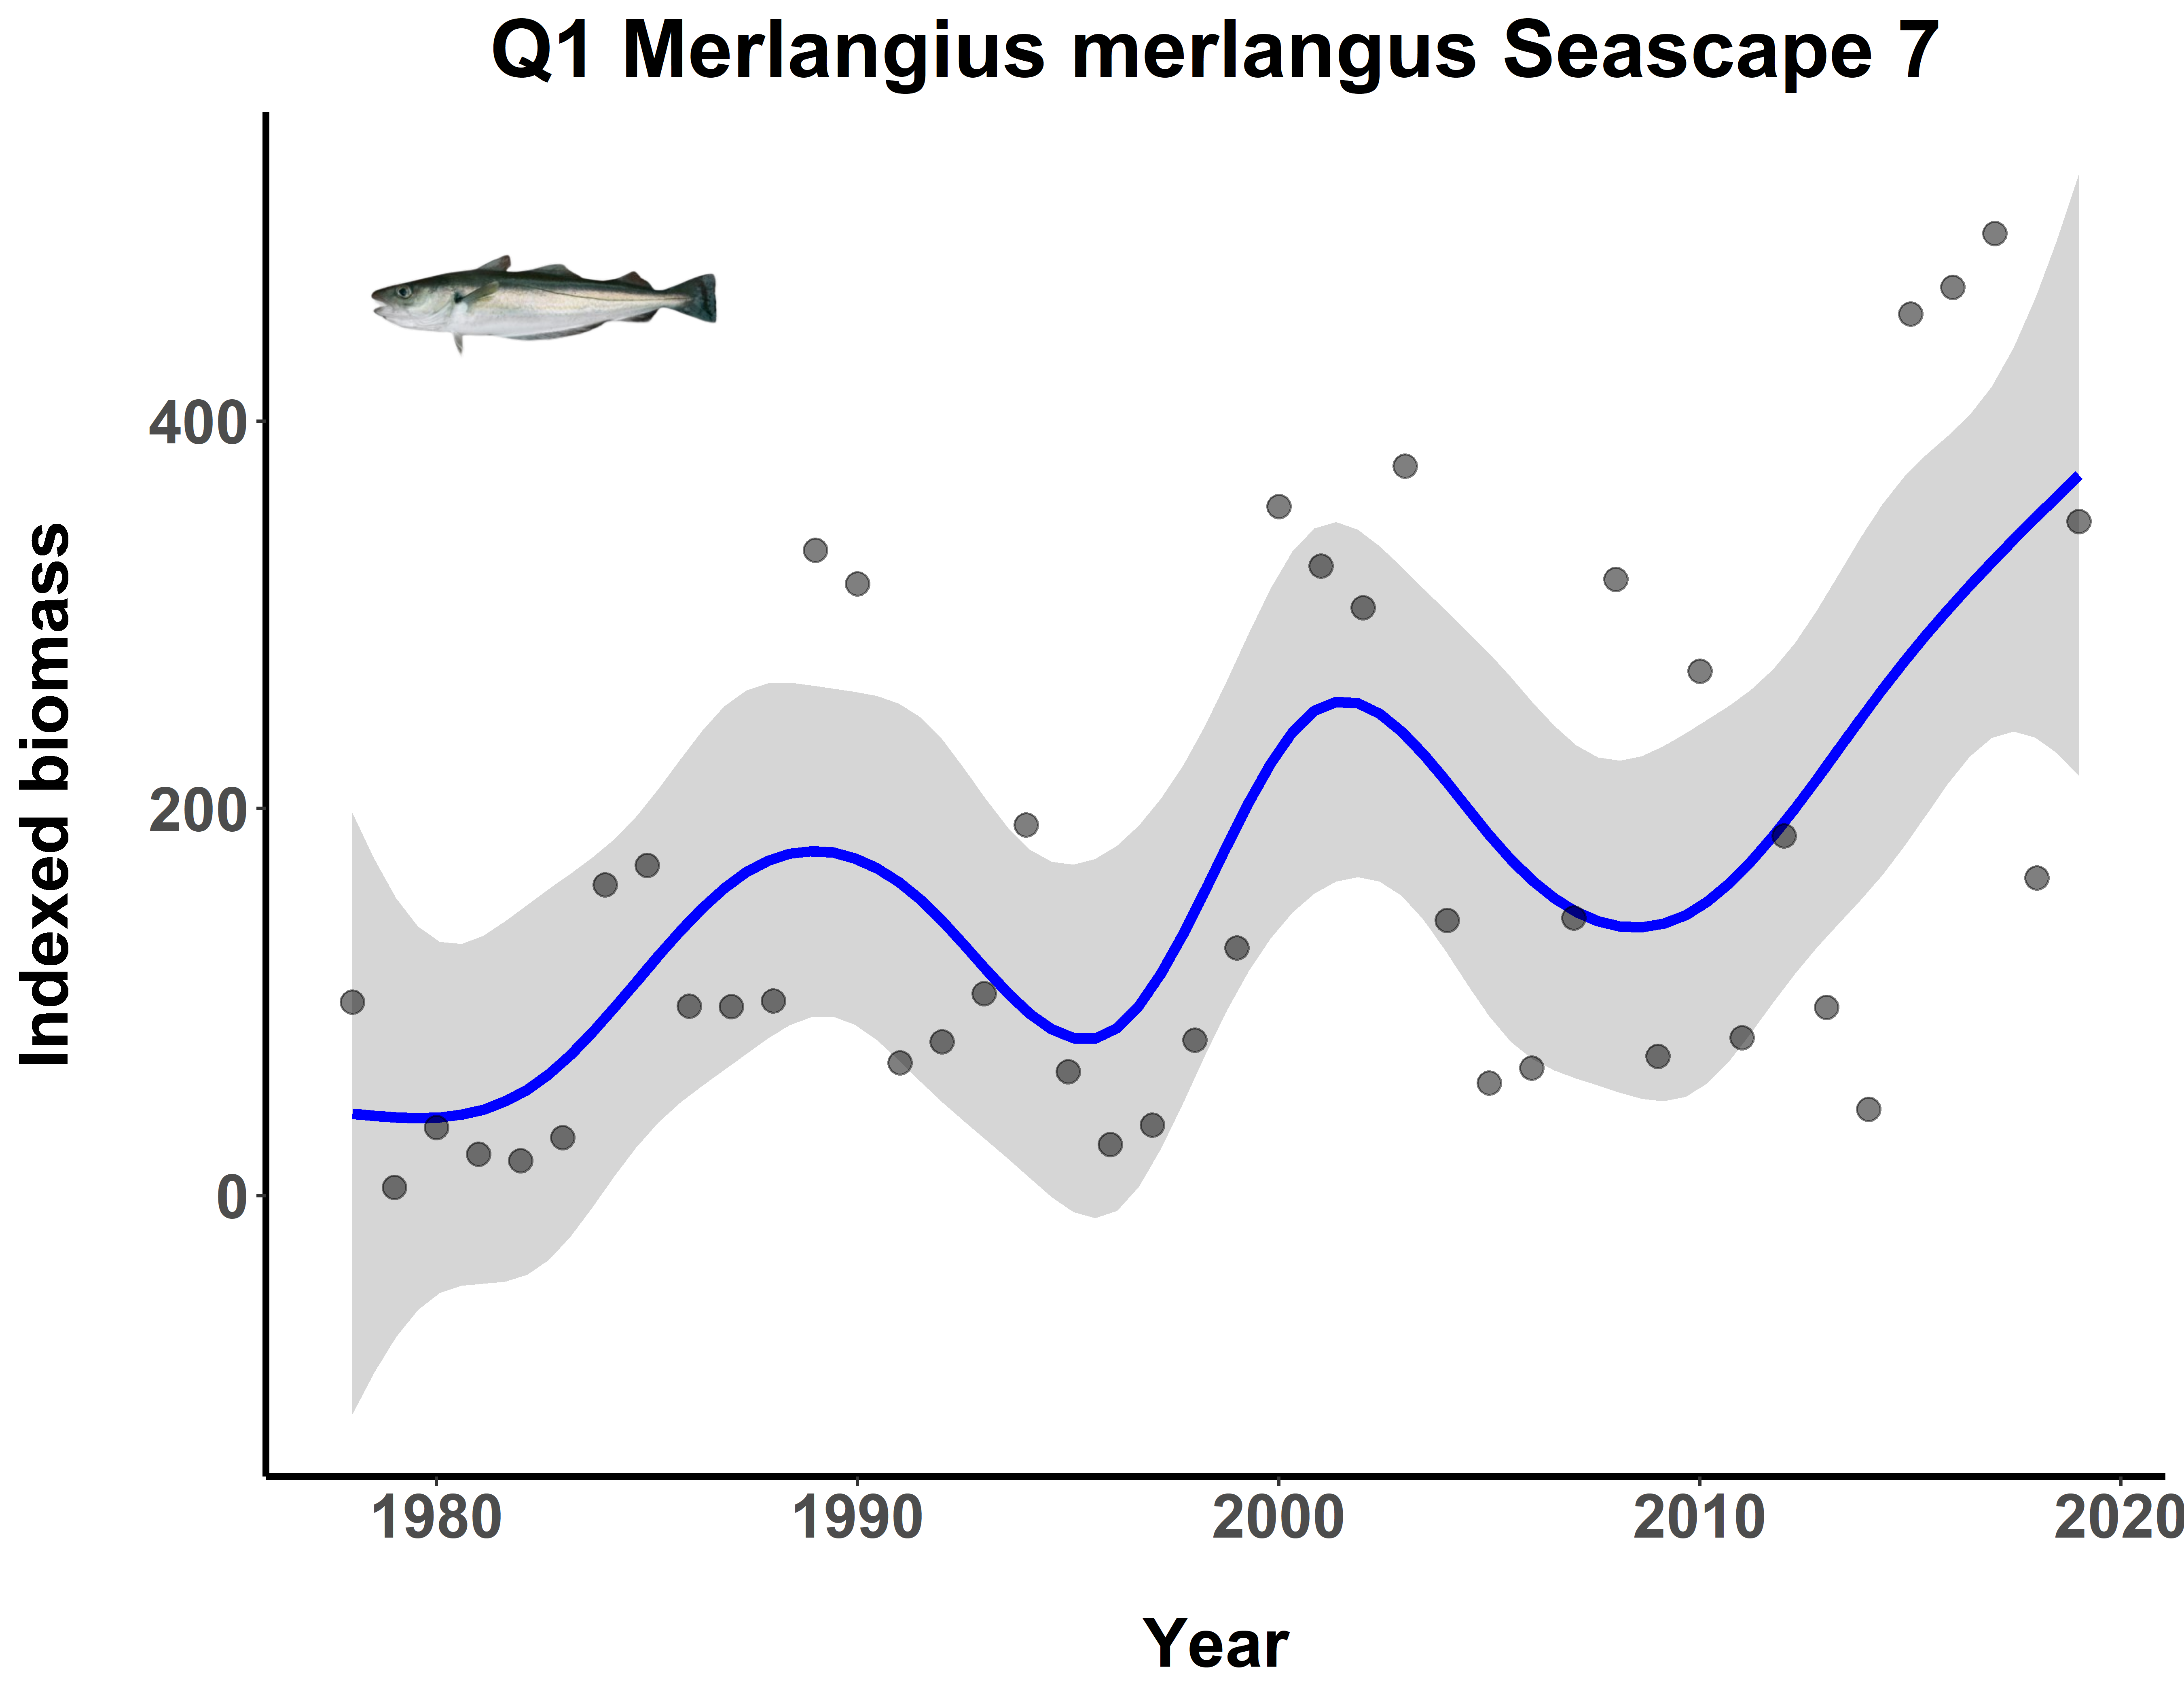 Q1 Merlangius merlangus Seascape 7
Indexed biomass
400
200
0
1980 1990 2000 2010 2020
Year